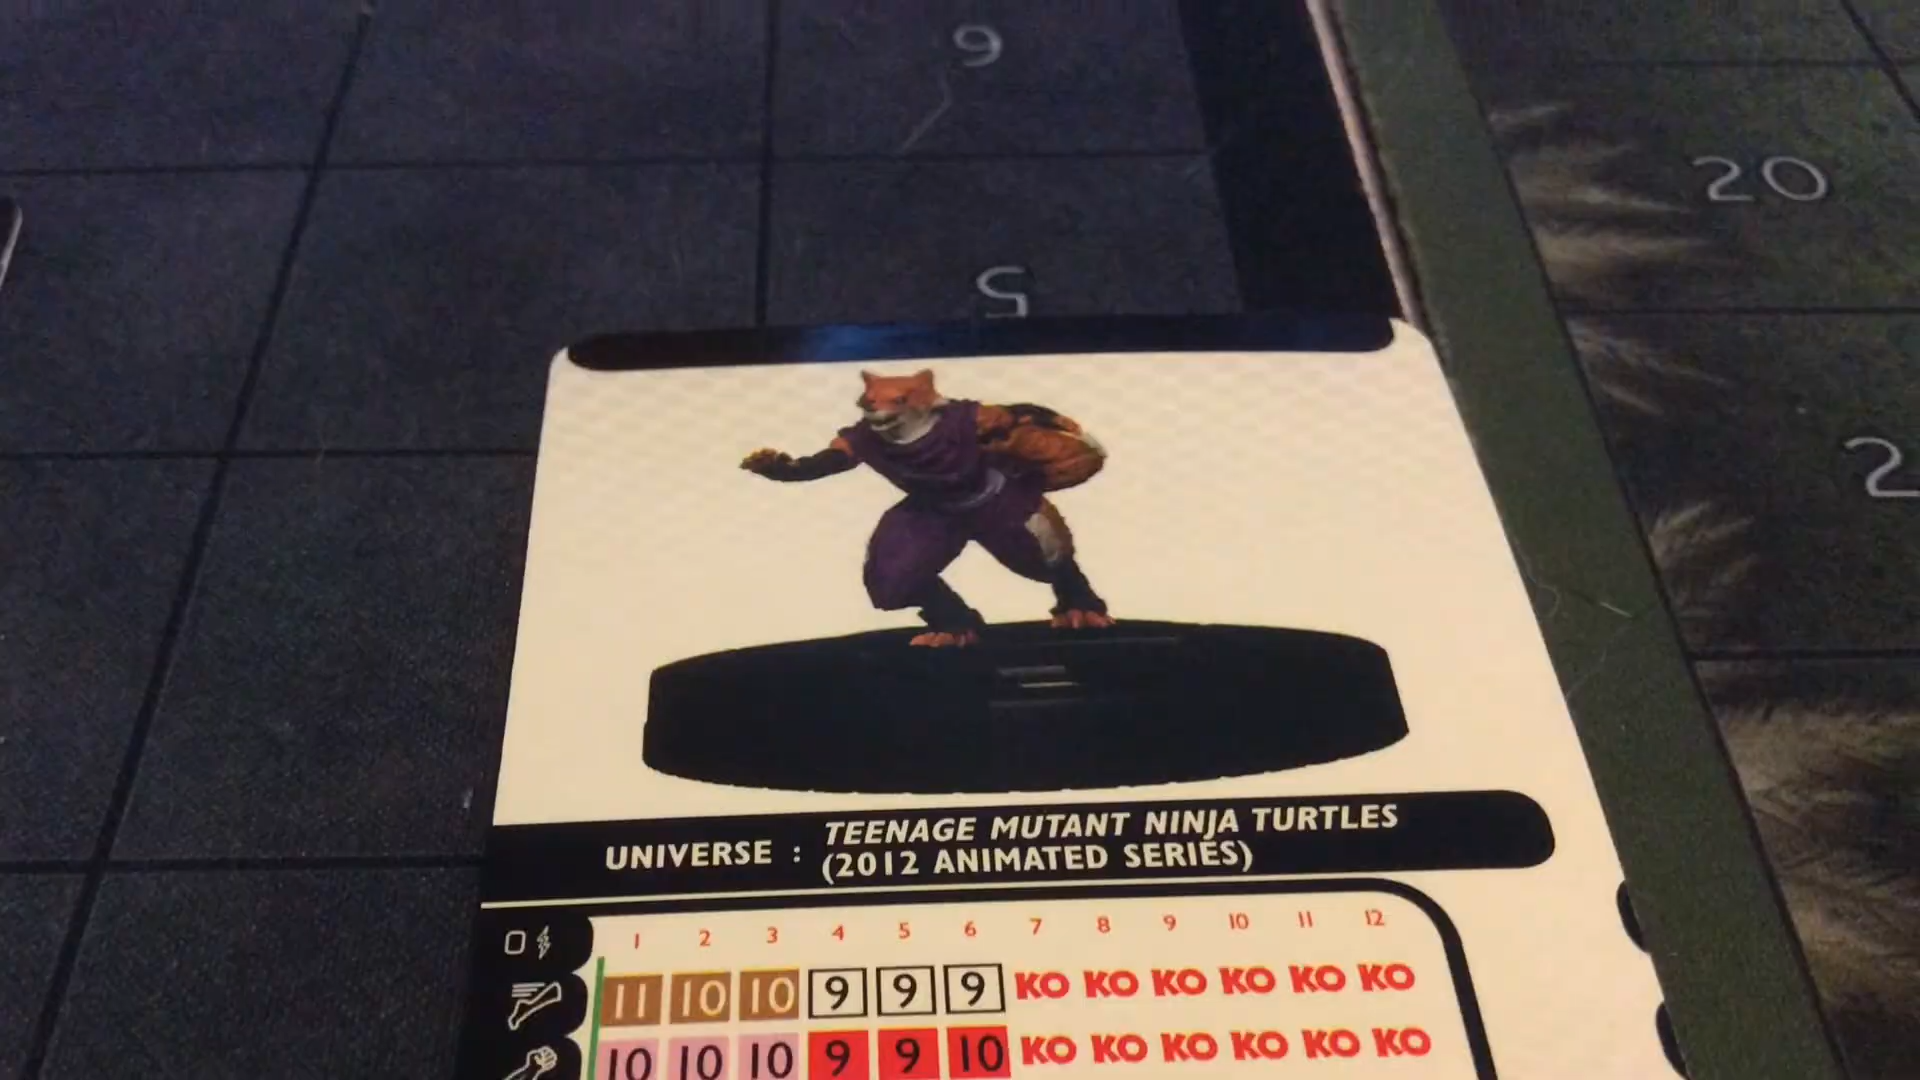 6
20
5
2
UNIVERSE : TEENAGE MUTANT NINJA TURTLES
(2012 ANIMATED SERIES)
0 1 2 3 4 5 6 7 8 9 10 11 12
11 10 10 9 9 9 KO KO KO KO KO KO
10 10 10 9 9 10 KO KO KO KO KO KO